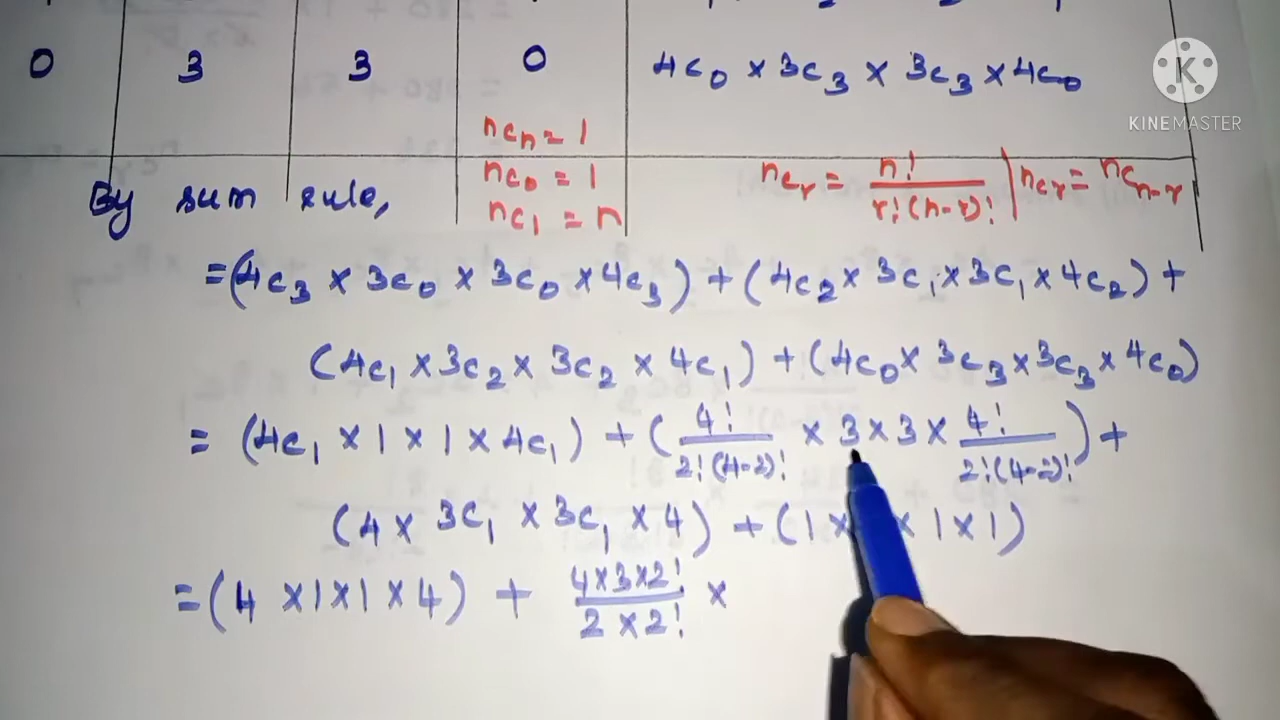 0 3 3 0 4C₀ × 3C₃ × 3C₃ × 4C₀
KINEMASTER
nCn = 1
nC₀ = 1
nC₁ = n
nCr = n! / r!(n-r)! | nCr = nCn-r
By sum rule,
= (4C₃ × 3C₀ × 3C₀ × 4C₃) + (4C₂ × 3C₁ × 3C₁ × 4C₂) +
(4C₁ × 3C₂ × 3C₂ × 4C₁) + (4C₀ × 3C₃ × 3C₃ × 4C₀)
= (4C₁ × 1 × 1 × 4C₁) + (4! / 2!(4-2)! × 3 × 3 × 4! / 2!(4-2)!) +
(4 × 3C₁ × 3C₁ × 4) + (1 × × 1 × 1)
= (4 × 1 × 1 × 4) + 4×3×2! / 2×2! ×